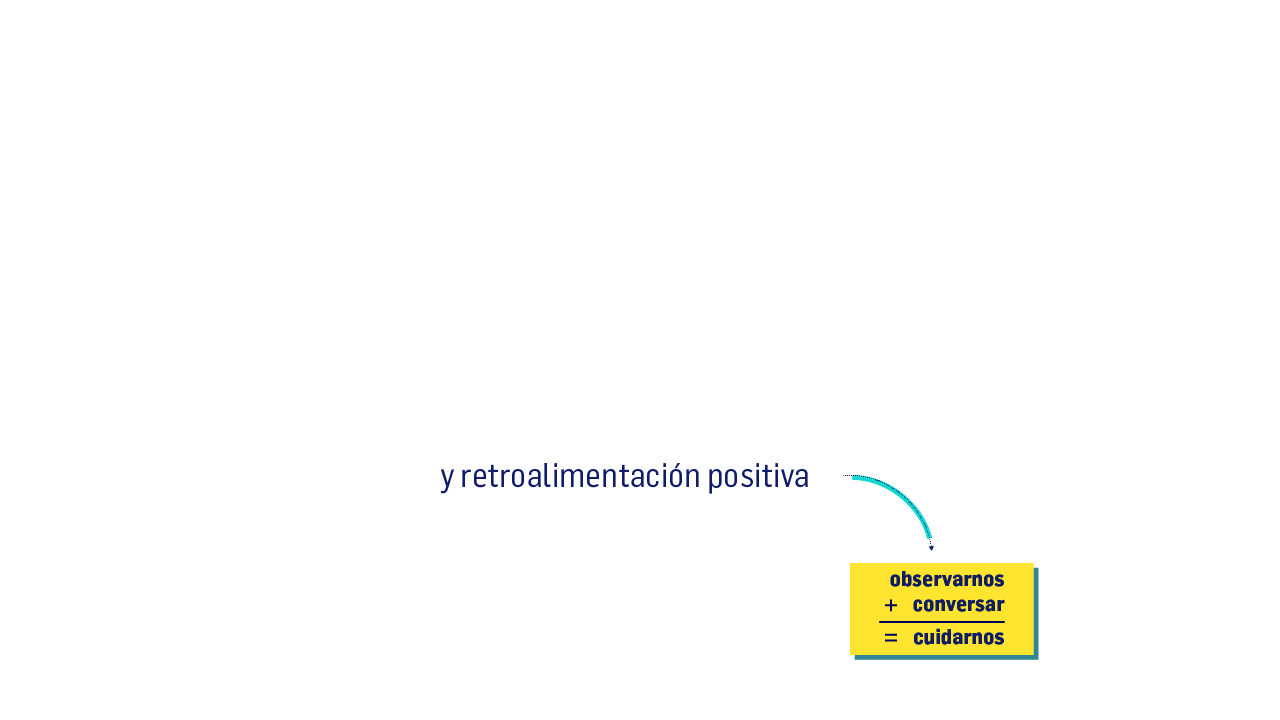 y retroalimentación positiva
observarnos
+ conversar
= cuidarnos